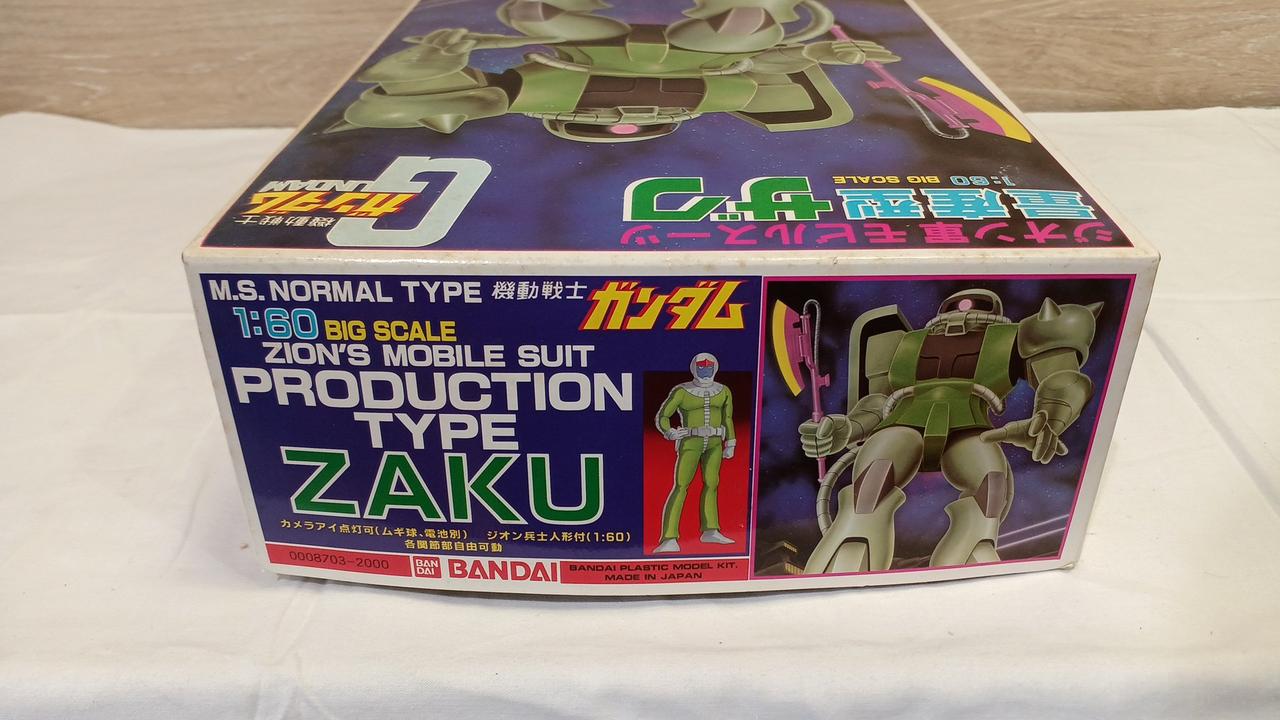 機動戦士
ガンダム
GUNDAM
ジオン軍 モビルスーツ
量産型 ザク
1:60 BIG SCALE
M.S. NORMAL TYPE 機動戦士 ガンダム
1:60 BIG SCALE
ZION'S MOBILE SUIT
PRODUCTION
TYPE
ZAKU
カメラアイ点灯可(ムギ球、電池別) ジオン兵士人形付(1:60)
各関節部自由可動
0008703-2000 BAN DAI BANDAI BANDAI PLASTIC MODEL KIT.
MADE IN JAPAN